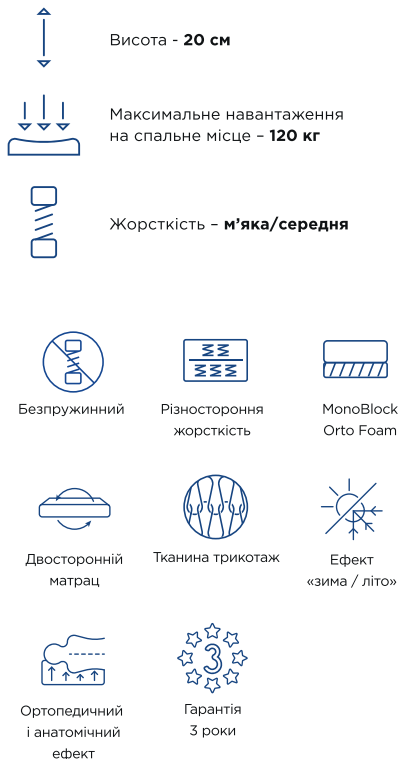 Висота - 20 см
Максимальне навантаження
на спальне місце – 120 кг
Жорсткість – м’яка/середня
Безпружинний
Різностороння
жорсткість
MonoBlock
Orto Foam
Двосторонній
матрац
Тканина трикотаж
Ефект
«зима / літо»
Ортопедичний
і анатомічний
ефект
3
Гарантія
3 роки